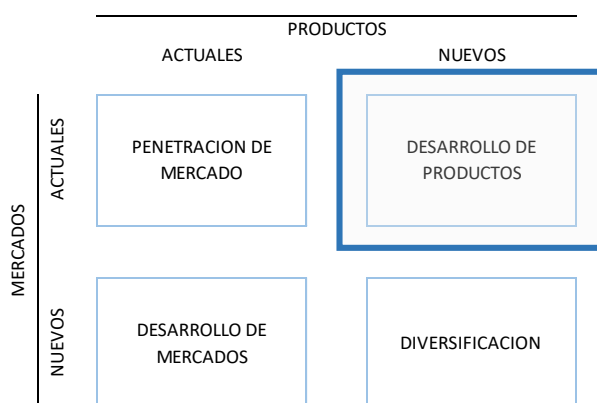 PRODUCTOS
ACTUALES
NUEVOS
MERCADOS
ACTUALES
PENETRACION DE
MERCADO
DESARROLLO DE
PRODUCTOS
NUEVOS
DESARROLLO DE
MERCADOS
DIVERSIFICACION